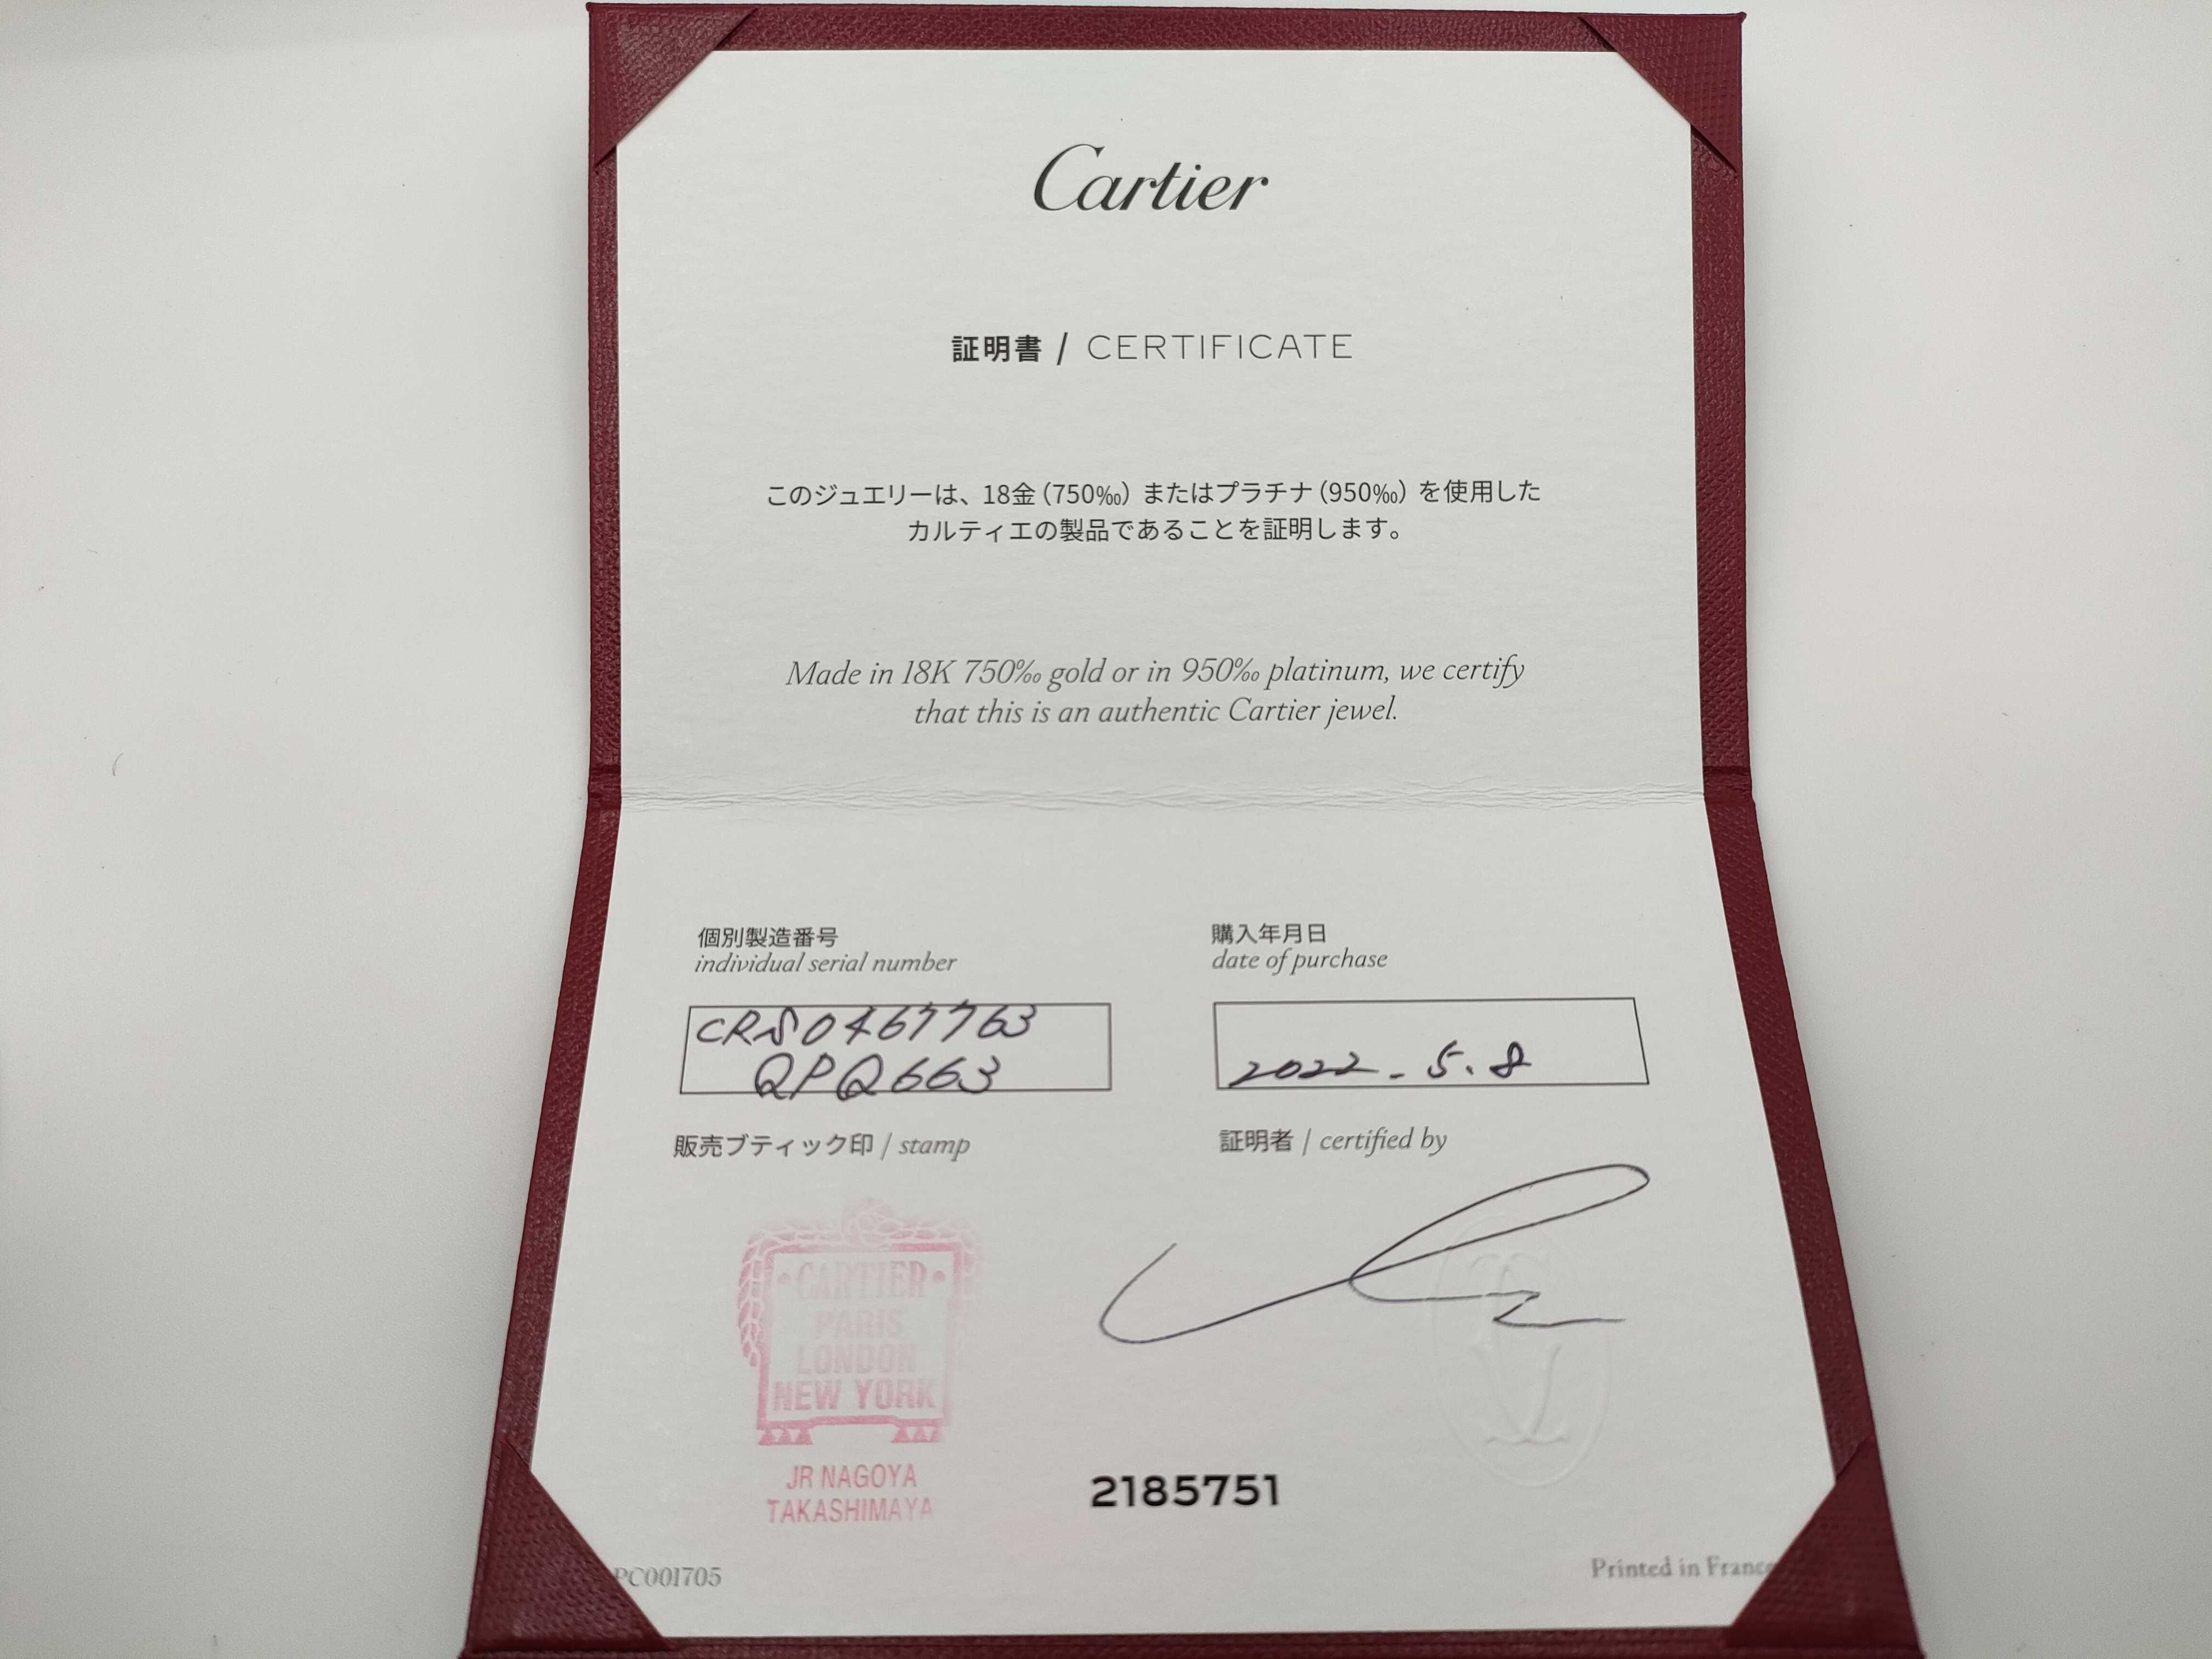 Cartier
証明書 / CERTIFICATE
このジュエリーは、18金(750‰)またはプラチナ(950‰)を使用した
カルティエの製品であることを証明します。
Made in 18K 750‰ gold or in 950‰ platinum, we certify
that this is an authentic Cartier jewel.
個別製造番号
individual serial number
CRS0467763
QPQ663
購入年月日
date of purchase
2022.5.8
販売ブティック印 / stamp
証明者 / certified by
CARTIER
PARIS
LONDON
NEW YORK
JR NAGOYA
TAKASHIMAYA
2185751
PC001705
Printed in France